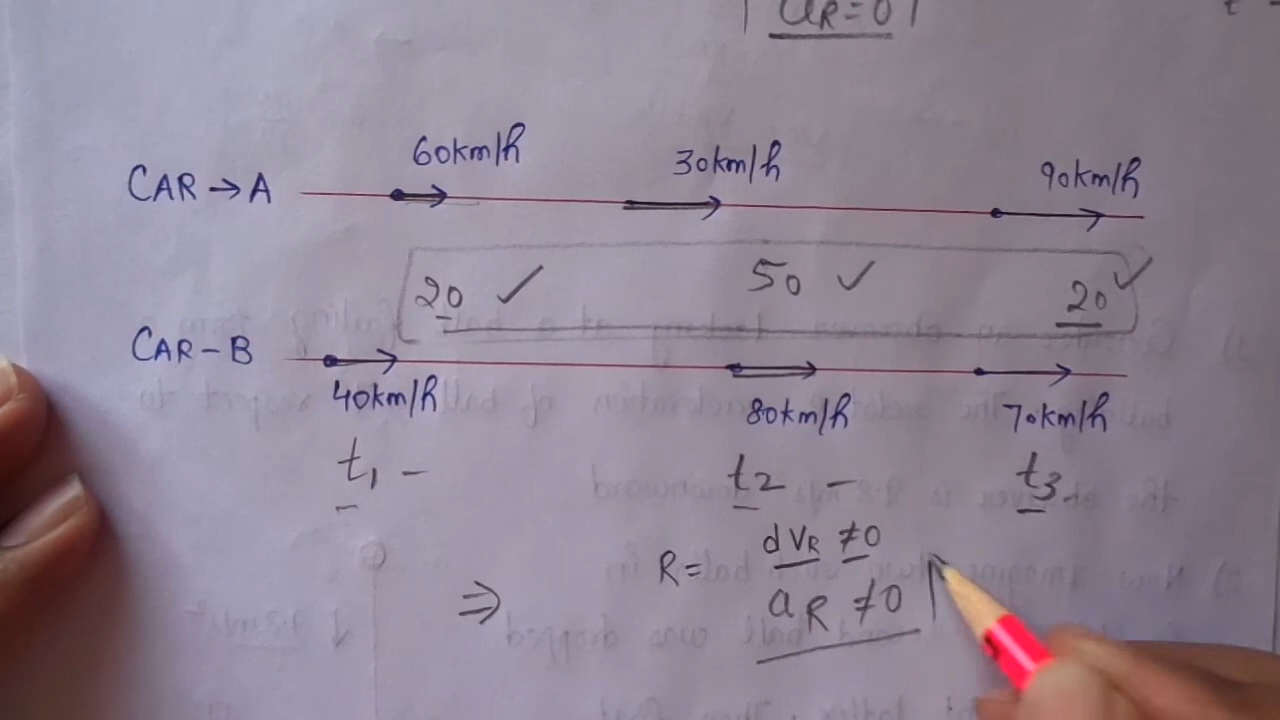 aR = 0
60km/h 30km/h 90km/h
CAR → A
20 ✓ 50 ✓ 20 ✓
CAR - B
40km/h 80km/h 70km/h
t1 - t2 - t3
R = dVR ≠ 0
⇒ aR ≠ 0